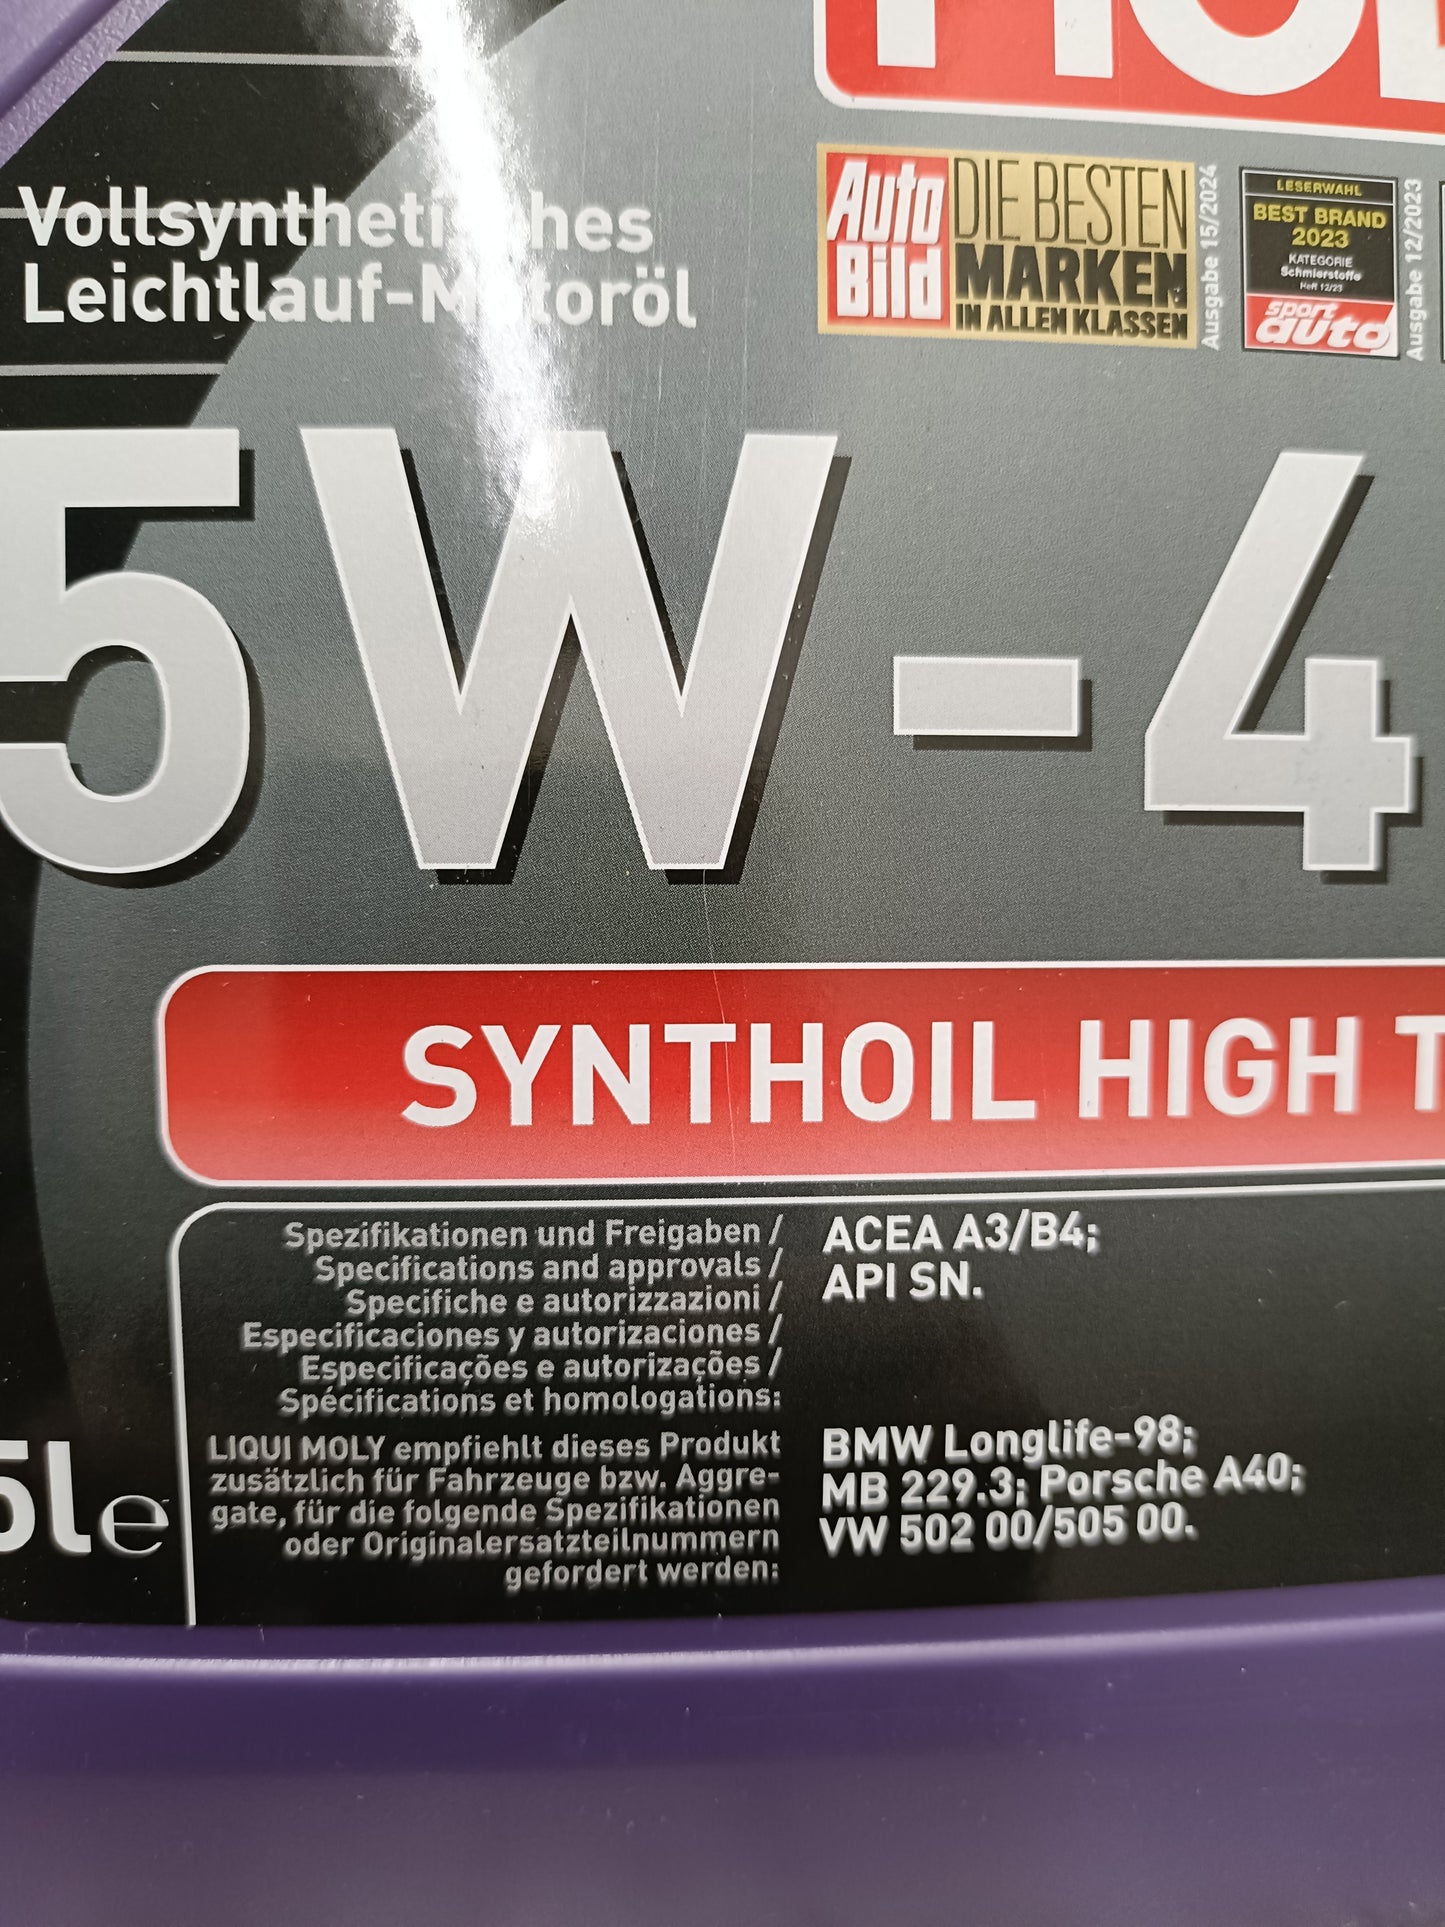 Auto
Bild
DIE BESTEN
MARKEN
IN ALLEN KLASSEN
Ausgabe 15/2024
LESERWAHL
BEST BRAND
2023
KATEGORIE
Schmierstoffe
Heft 12/23
sport
auto
Ausgabe 12/2023
Vollsynthetisches
Leichtlauf-Motoröl
5W-4
SYNTHOIL HIGH T
Spezifikationen und Freigaben /
Specifications and approvals /
Specifiche e autorizzazioni /
Especificaciones y autorizaciones /
Especificações e autorizações /
Spécifications et homologations:
ACEA A3/B4;
API SN.
LIQUI MOLY empfiehlt dieses Produkt
zusätzlich für Fahrzeuge bzw. Aggre-
gate, für die folgende Spezifikationen
oder Originalersatzteilnummern
gefordert werden:
BMW Longlife-98;
MB 229.3; Porsche A40;
VW 502 00/505 00.
5l e